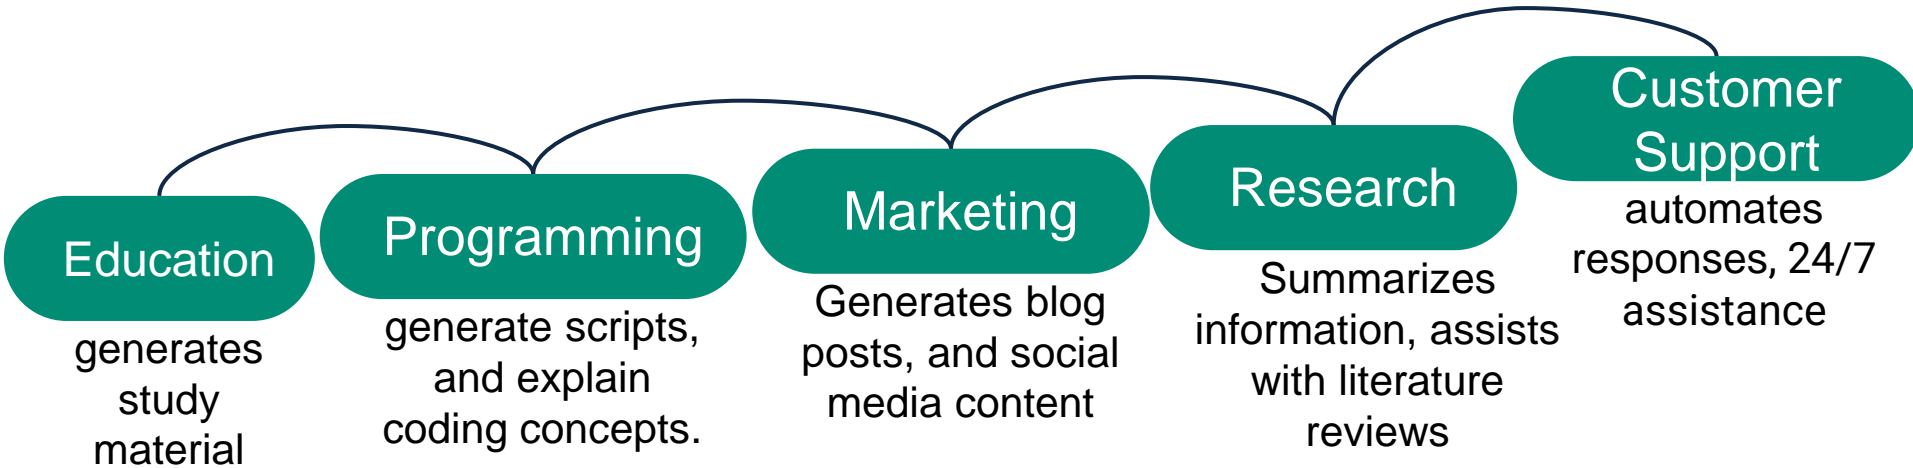 Education
generates
study
material
Programming
generate scripts,
and explain
coding concepts.
Marketing
Generates blog
posts, and social
media content
Research
Summarizes
information, assists
with literature
reviews
Customer
Support
automates
responses, 24/7
assistance